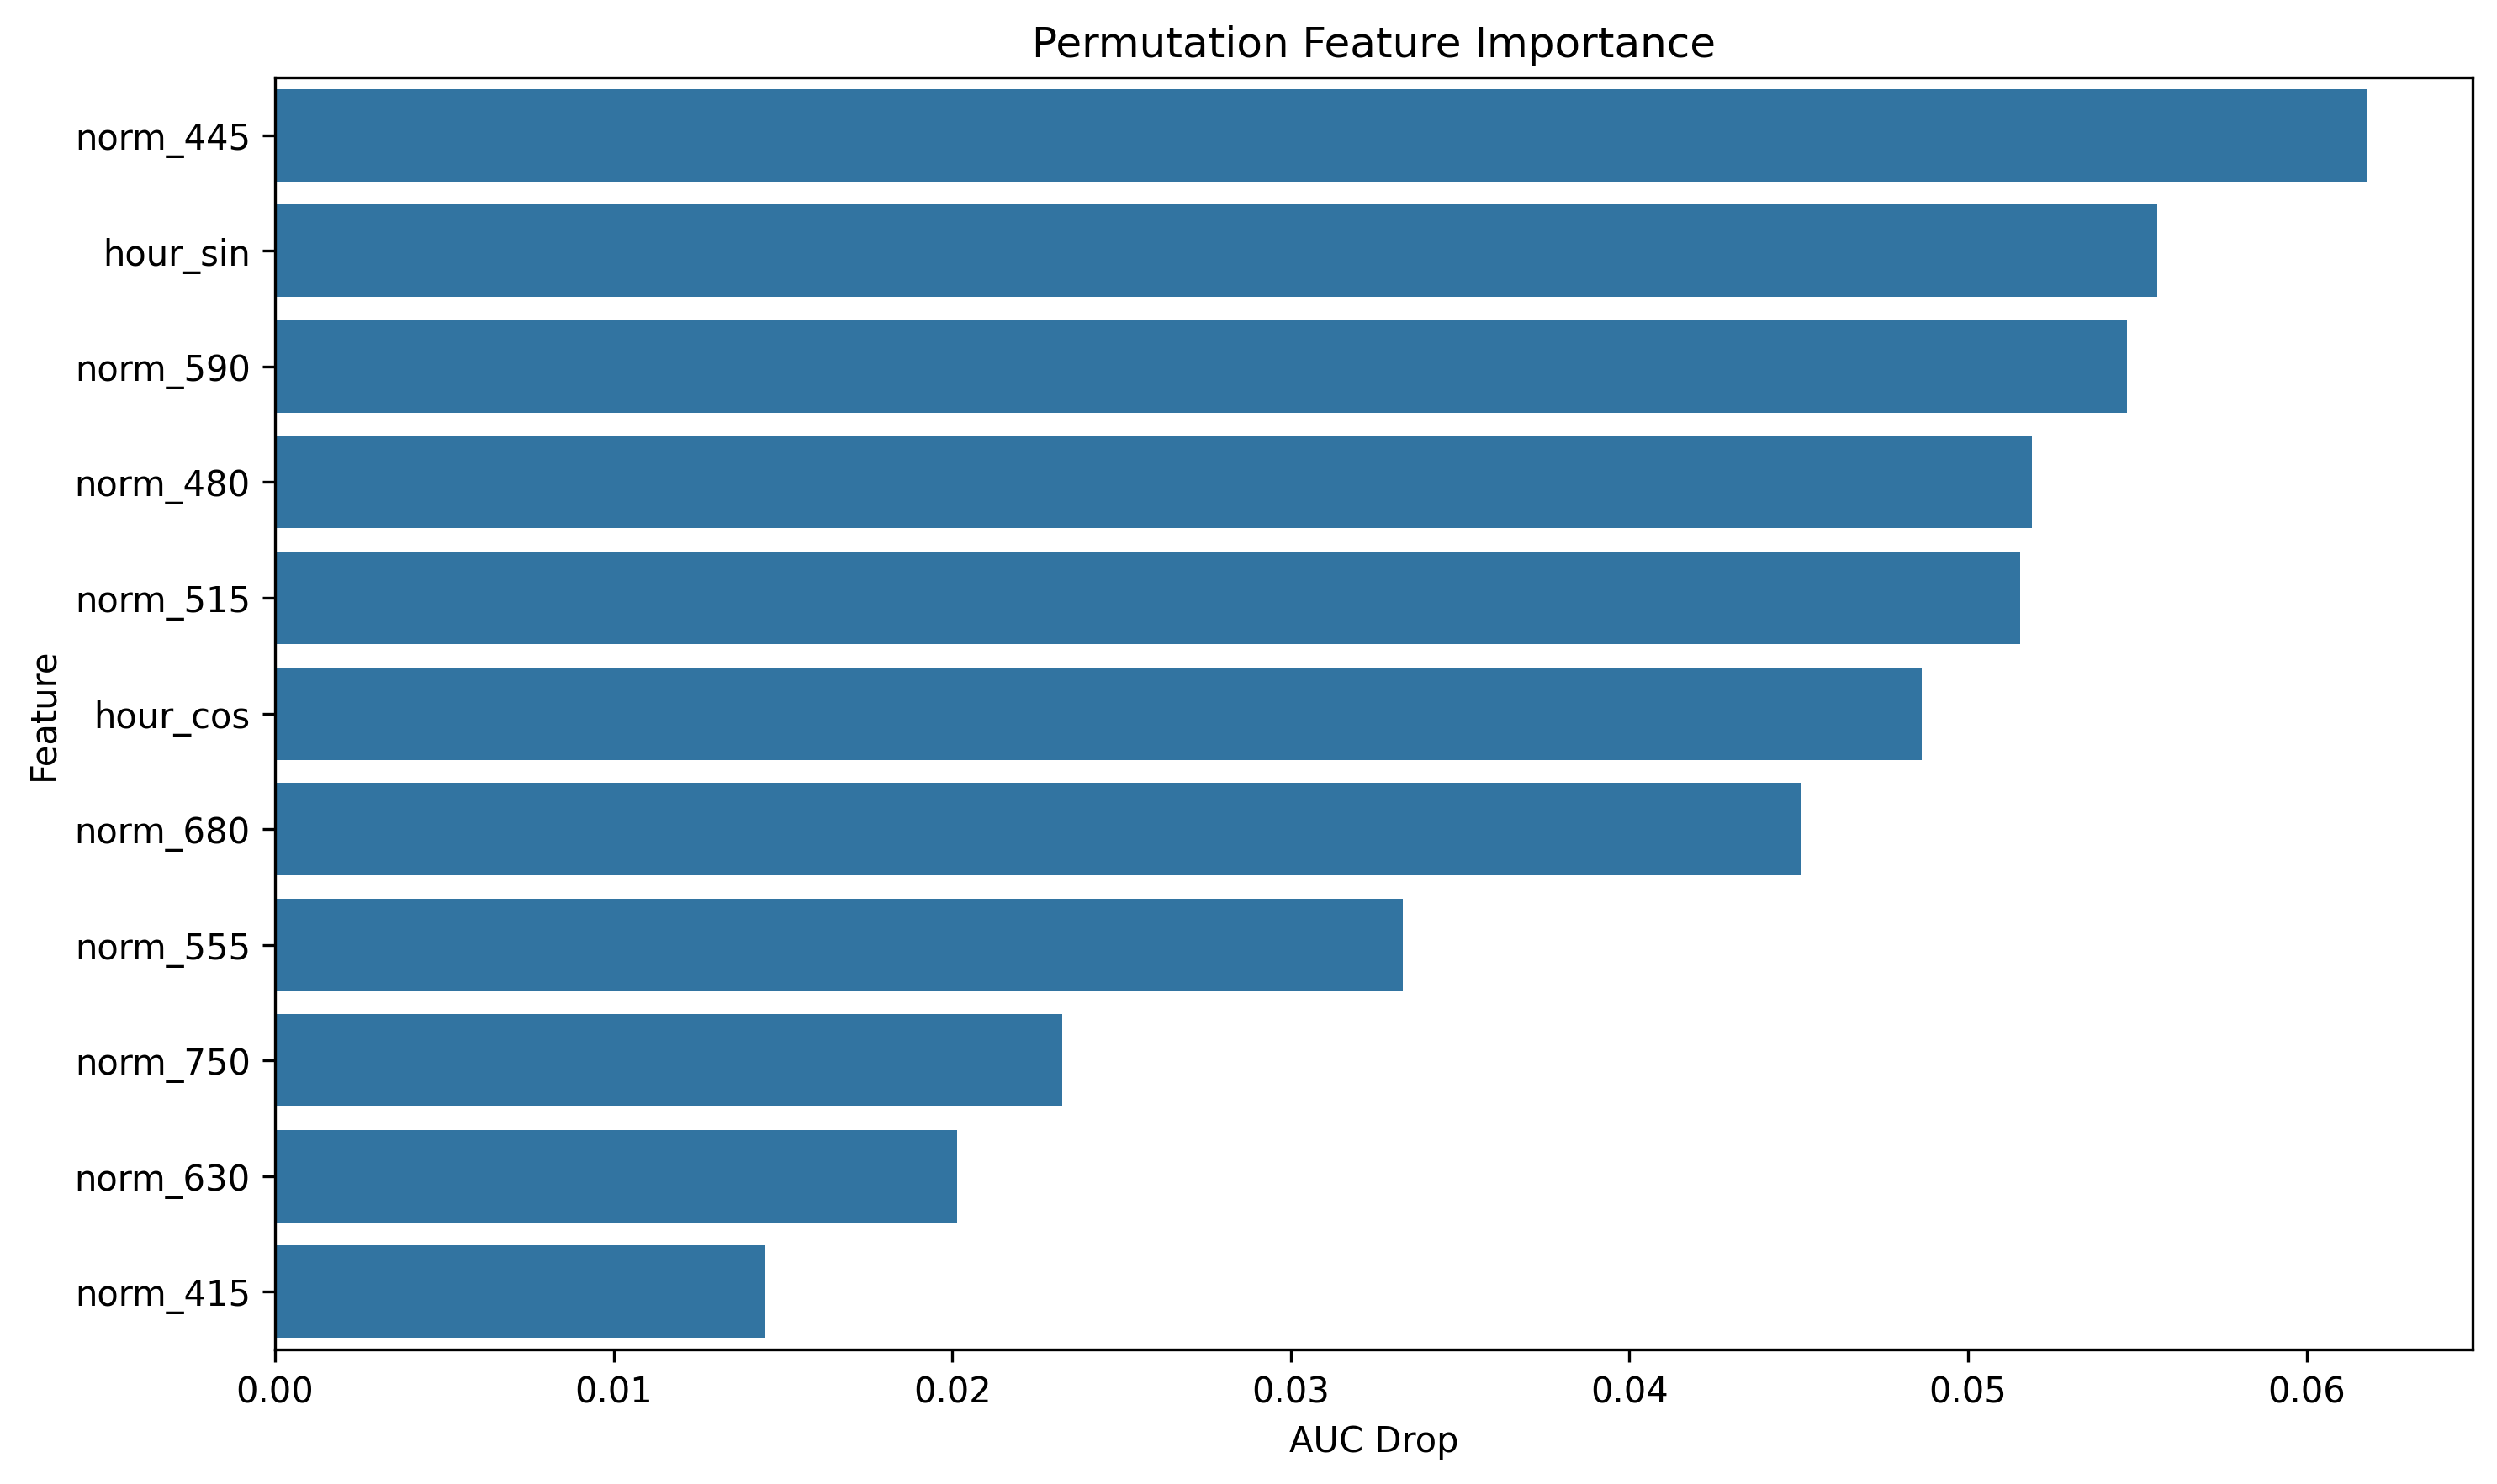 Permutation Feature Importance
norm_445
hour_sin
norm_590
norm_480
norm_515
hour_cos
norm_680
norm_555
norm_750
norm_630
norm_415
Feature
0.00 0.01 0.02 0.03 0.04 0.05 0.06
AUC Drop